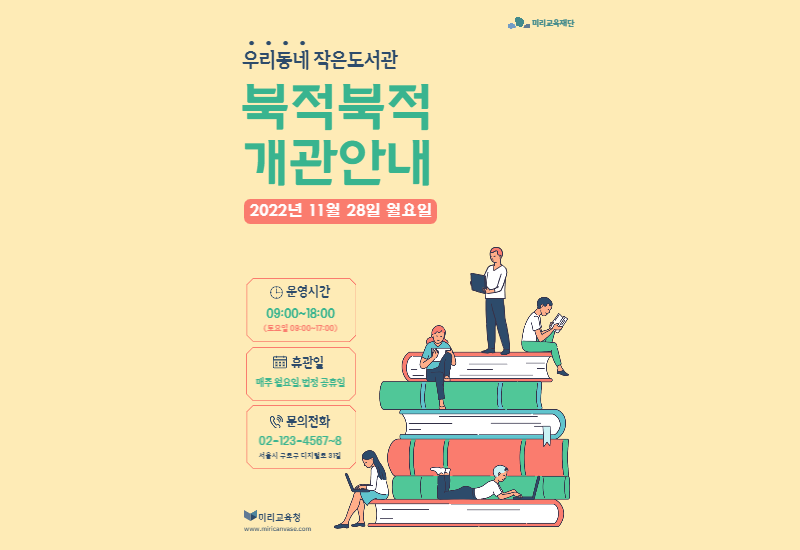 미리교육재단
우리동네 작은도서관
북적북적
개관안내
2022년 11월 28일 월요일
운영시간
09:00~18:00
(토요일 09:00~17:00)
휴관일
매주 월요일, 법정 공휴일
문의전화
02-123-4567~8
서울시 구로구 디지털로 31길
미리교육청
www.miricanvase.com